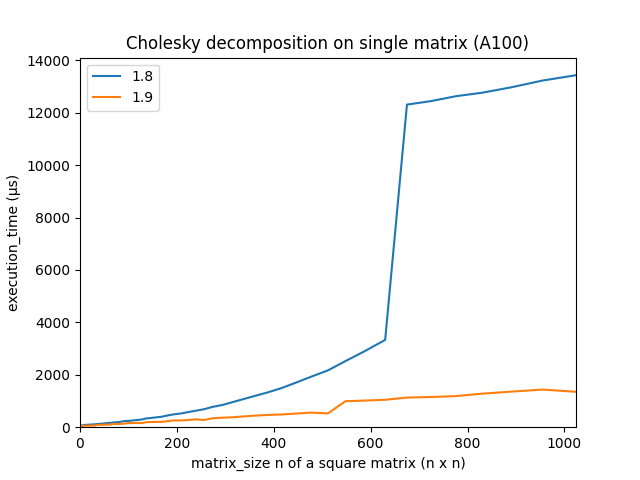 Cholesky decomposition on single matrix (A100)
14000
12000
10000
8000
6000
4000
2000
0
execution_time (µs)
1.8
1.9
0 200 400 600 800 1000
matrix_size n of a square matrix (n x n)